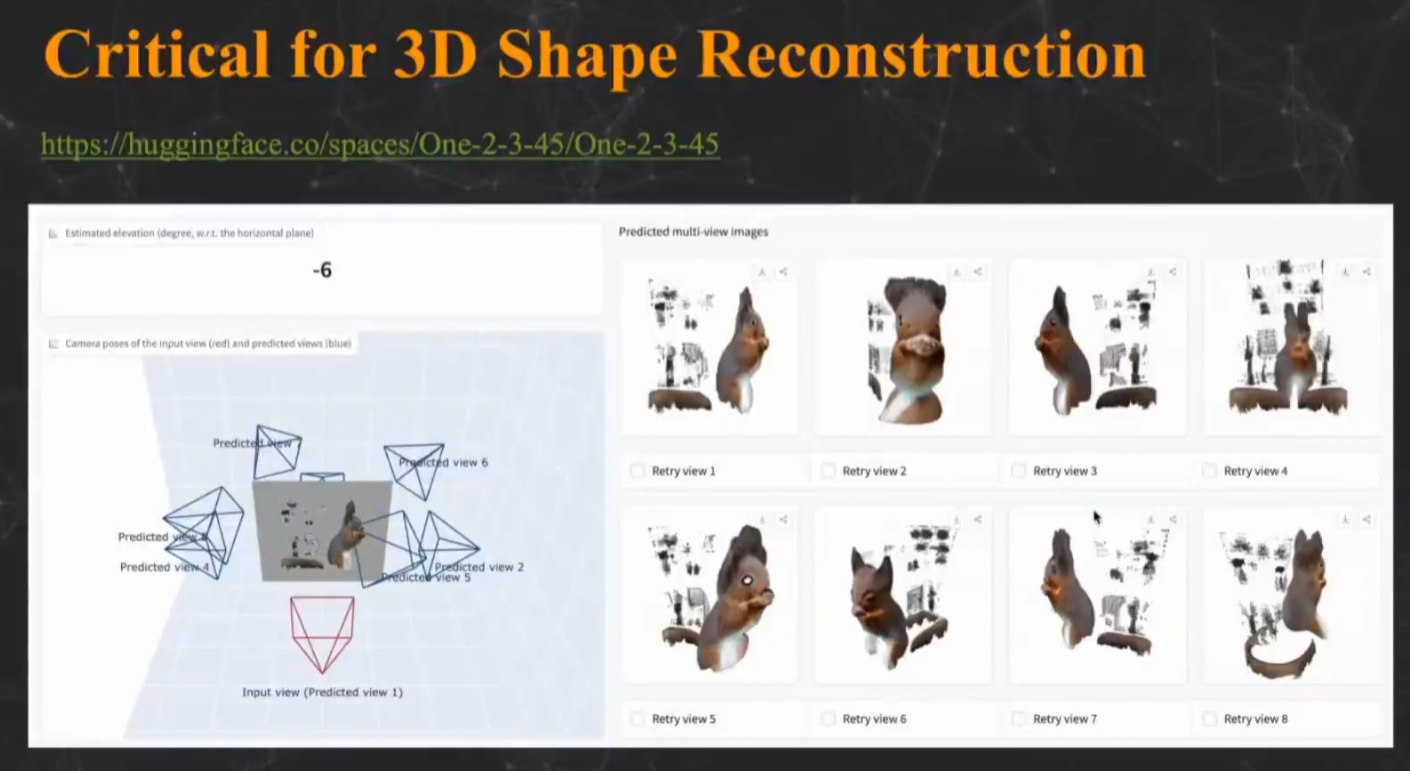 Critical for 3D Shape Reconstruction
https://huggingface.co/spaces/One-2-3-45/One-2-3-45
Estimated elevation (degree, w.r.t. the horizontal plane)
-6
Camera poses of the input view (red) and predicted views (blue)
Predicted view
Predicted view 6
Predicted view
Predicted view 4
Predicted view 2
Predicted view 5
Input view (Predicted view 1)
Predicted multi-view images
Retry view 1
Retry view 2
Retry view 3
Retry view 4
Retry view 5
Retry view 6
Retry view 7
Retry view 8